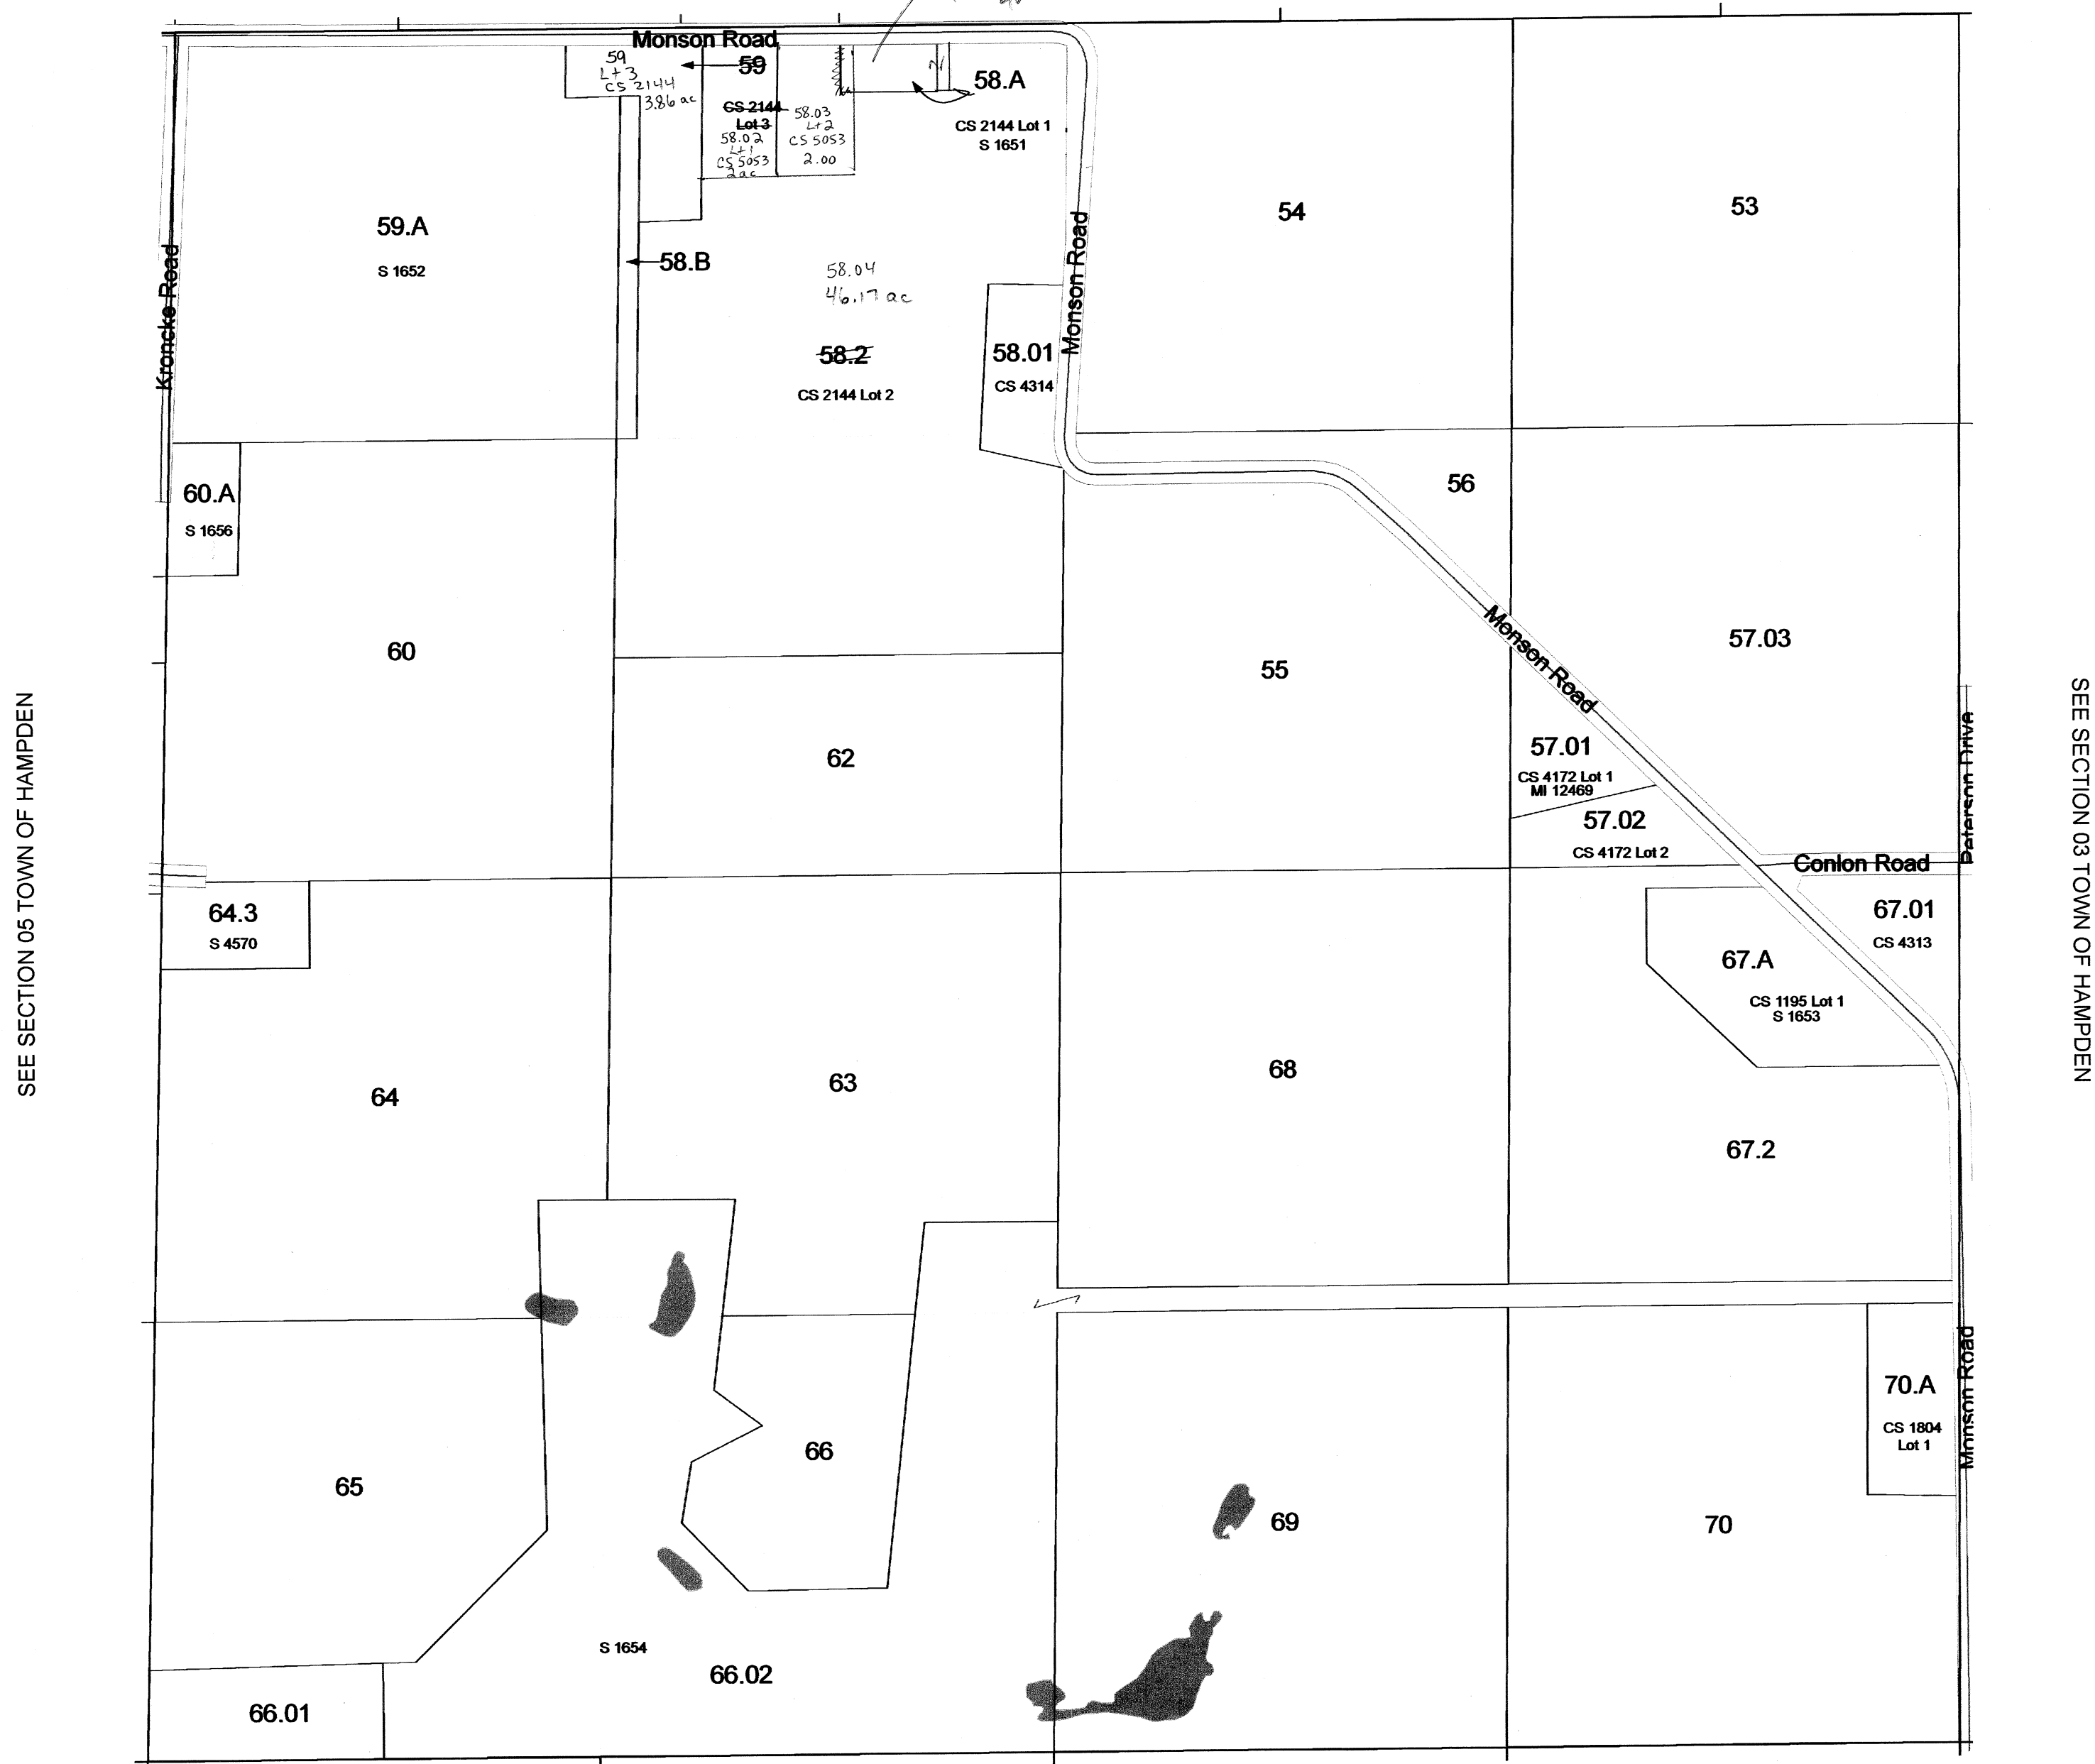 Monson Road
59
L+3
CS 2144
3.86 ac
59
CS 2144
Lot 3
58.02
L+1
CS 5053
2ac
58.03
L+2
CS 5053
2.00
58.A
CS 2144 Lot 1
S 1651
54
53
59.A
S 1652
58.B
58.04
46.17 ac
58.2
CS 2144 Lot 2
58.01
CS 4314
Kroncke Road
Monson Road
60.A
S 1656
56
60
55
57.03
Monson Road
62
57.01
CS 4172 Lot 1
MI 12469
57.02
CS 4172 Lot 2
Peterson Drive
Conlon Road
SEE SECTION 05 TOWN OF HAMPDEN
SEE SECTION 03 TOWN OF HAMPDEN
64.3
S 4570
67.01
CS 4313
67.A
CS 1195 Lot 1
S 1653
64
63
68
67.2
70.A
CS 1804
Lot 1
Monson Road
65
66
69
70
S 1654
66.02
66.01